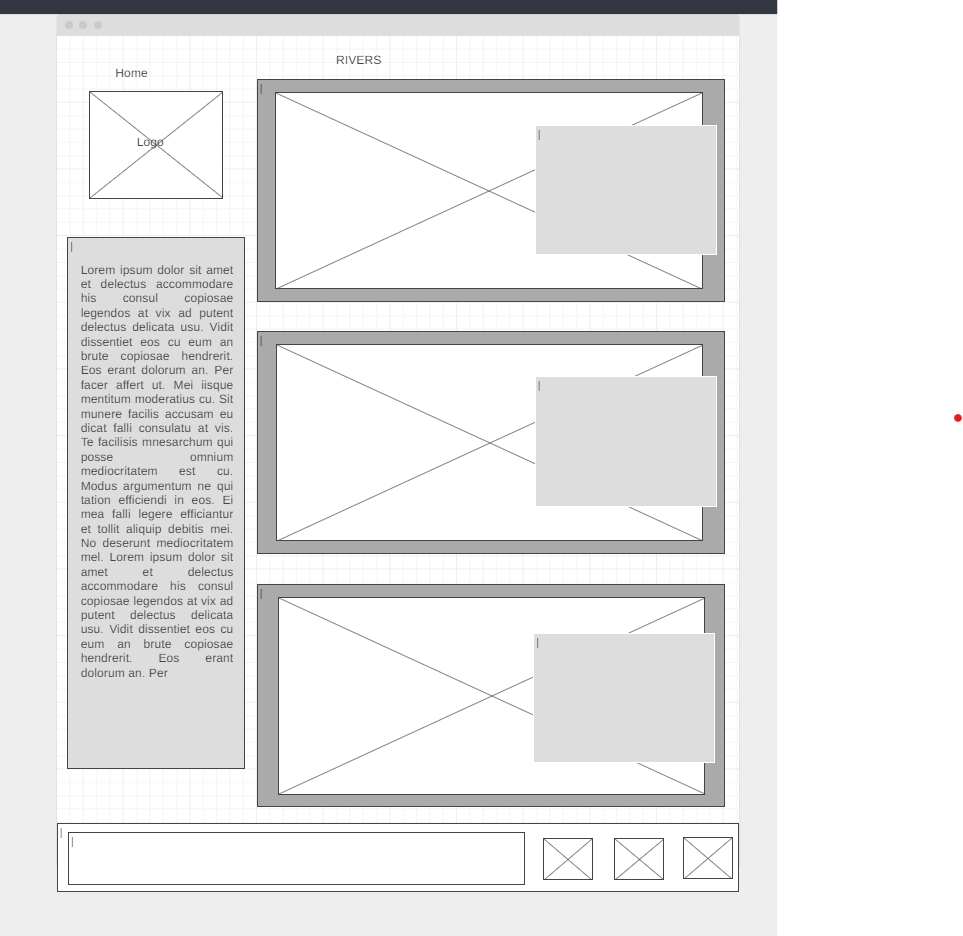 RIVERS
Home
Logo
Lorem ipsum dolor sit amet
et delectus accommodare
his consul copiosae
legendos at vix ad putent
delectus delicata usu. Vidit
dissentiet eos cu eum an
brute copiosae hendrerit.
Eos erant dolorum an. Per
facer affert ut. Mei iisque
mentitum moderatius cu. Sit
munere facilis accusam eu
dicat falli consulatu at vis.
Te facilisis mnesarchum qui
posse omnium
mediocritatem est cu.
Modus argumentum ne qui
tation efficiendi in eos. Ei
mea falli legere efficiantur
et tollit aliquip debitis mei.
No deserunt mediocritatem
mel. Lorem ipsum dolor sit
amet et delectus
accommodare his consul
copiosae legendos at vix ad
putent delectus delicata
usu. Vidit dissentiet eos cu
eum an brute copiosae
hendrerit. Eos erant
dolorum an. Per